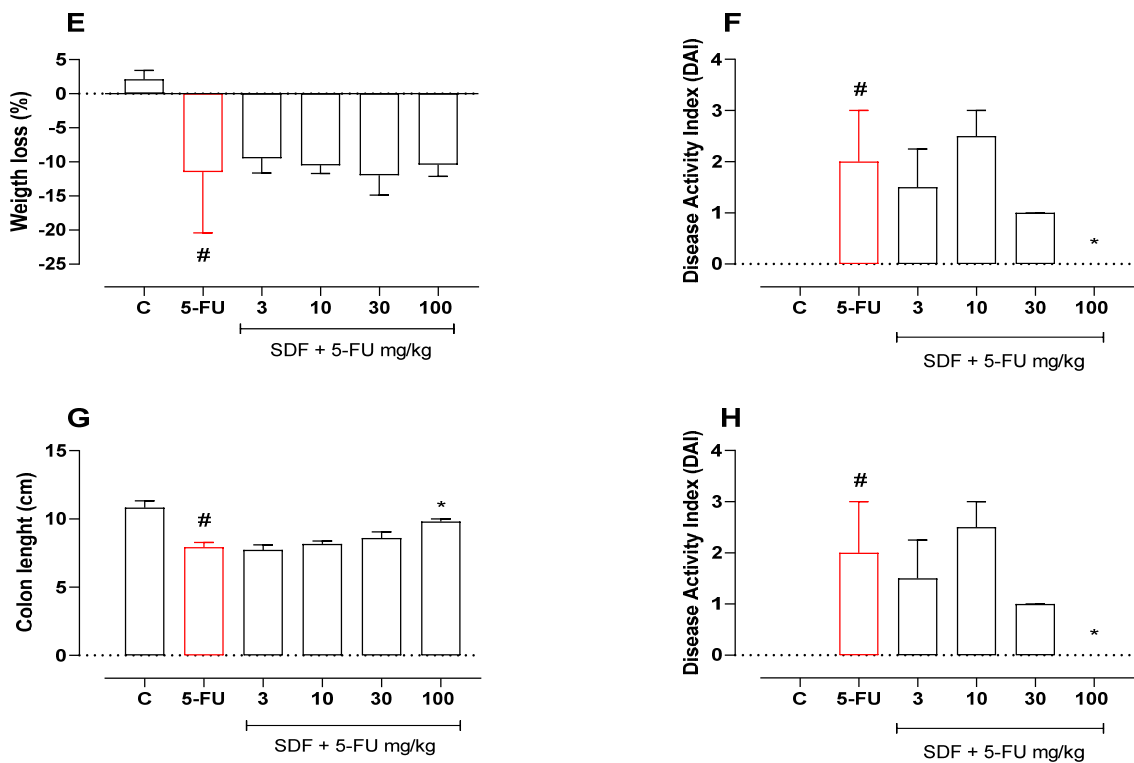 E
Weigth loss (%)
5
0
-5
-10
-15
-20
-25
#
C 5-FU 3 10 30 100
SDF + 5-FU mg/kg
F
Disease Activity Index (DAI)
4
3
2
1
0
#
*
C 5-FU 3 10 30 100
SDF + 5-FU mg/kg
G
Colon lenght (cm)
15
10
5
0
#
*
C 5-FU 3 10 30 100
SDF + 5-FU mg/kg
H
Disease Activity Index (DAI)
4
3
2
1
0
#
*
C 5-FU 3 10 30 100
SDF + 5-FU mg/kg